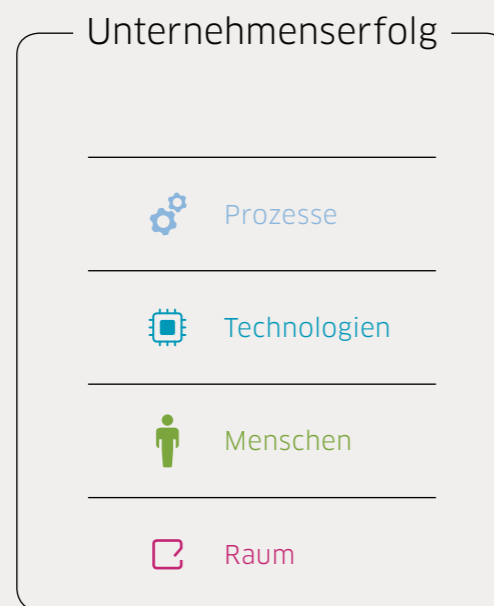 Unternehmenserfolg
Prozesse
Technologien
Menschen
Raum